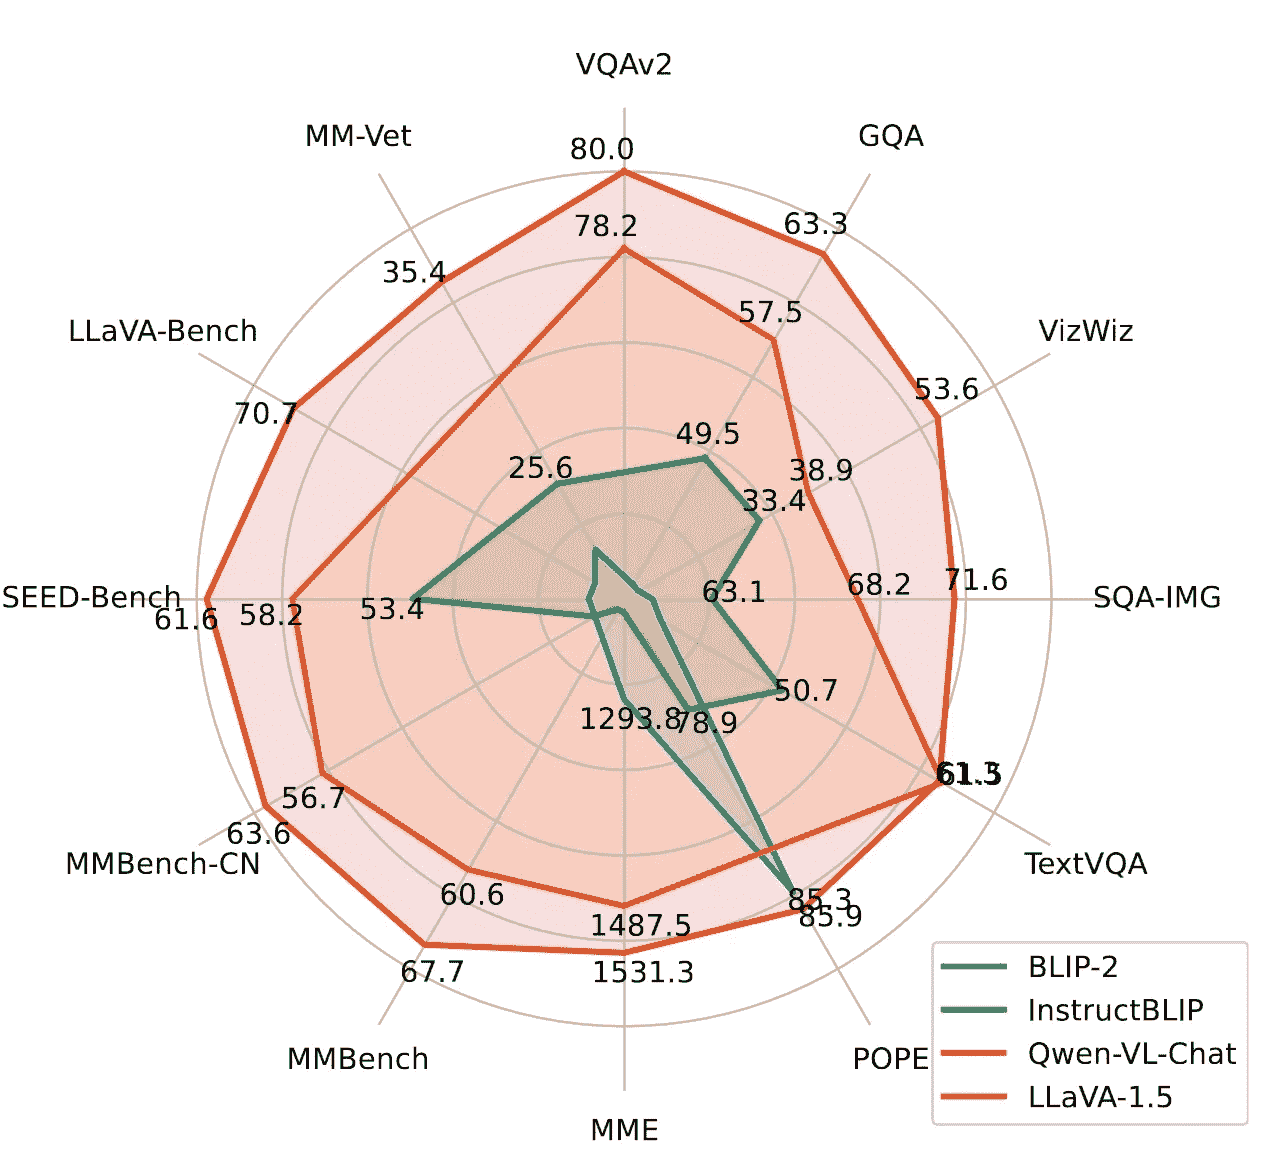 VQAv2
MM-Vet
GQA
80.0
78.2
63.3
35.4
57.5
LLaVA-Bench
VizWiz
53.6
70.7
49.5
25.6
38.9
33.4
SEED-Bench
61.6
58.2
53.4
63.1
68.2
71.6
SQA-IMG
50.7
1293.8
78.9
61.5
56.7
63.6
MMBench-CN
TextVQA
60.6
85.3
85.9
1487.5
67.7
1531.3
MMBench
POPE
MME
BLIP-2
InstructBLIP
Qwen-VL-Chat
LLaVA-1.5